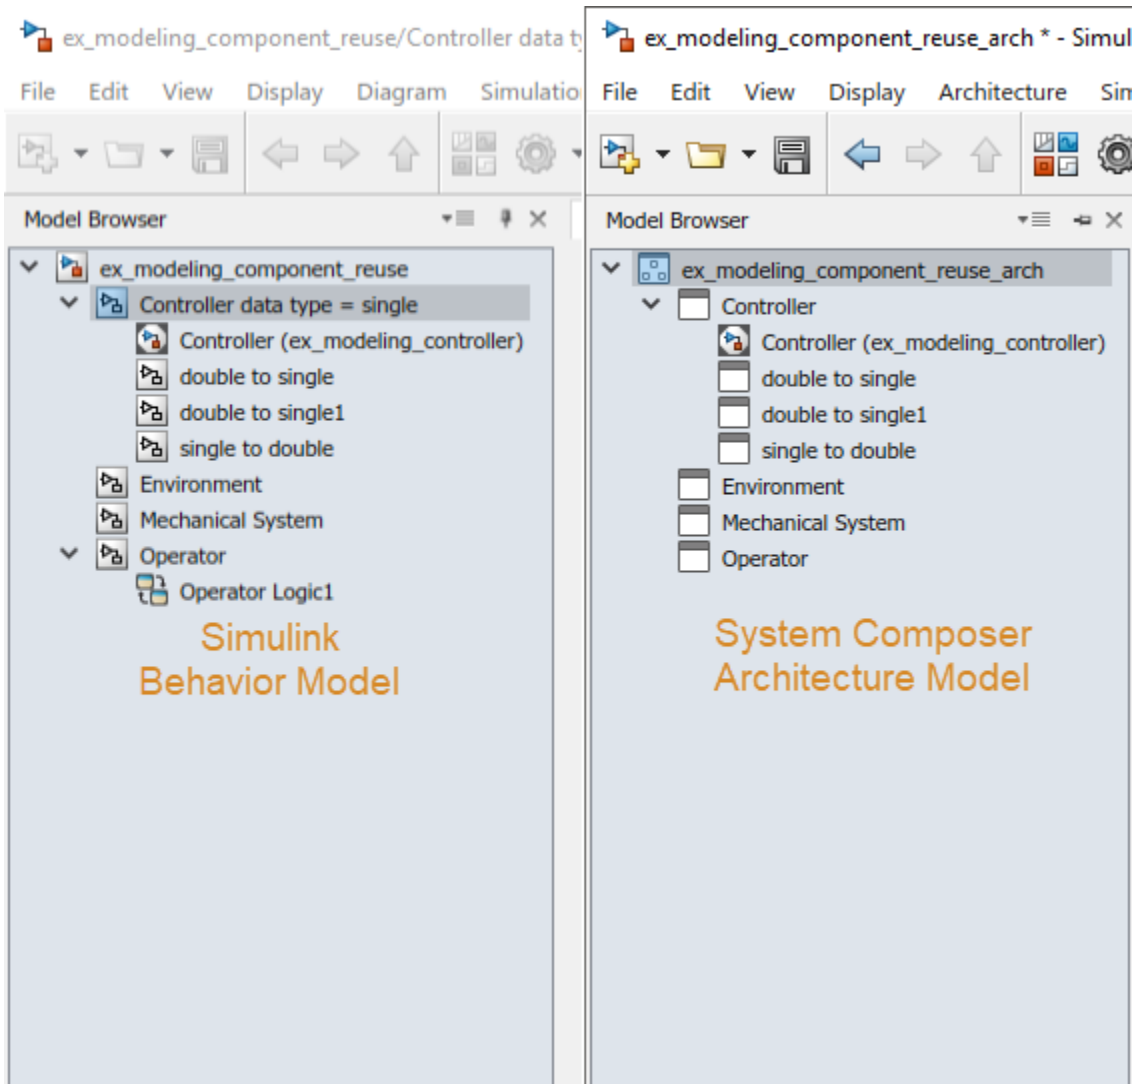 ex_modeling_component_reuse/Controller data
File Edit View Display Diagram
Model Browser
ex_modeling_component_reuse
Controller data type = single
Controller (ex_modeling_controller)
double to single
double to single1
single to double
Environment
Mechanical System
Operator
Operator Logic1
Simulink
Behavior Model
ex_modeling_component_reuse_arch * - Simul
File Edit View Display Architecture Sim
Model Browser
ex_modeling_component_reuse_arch
Controller
Controller (ex_modeling_controller)
double to single
double to single1
single to double
Environment
Mechanical System
Operator
System Composer
Architecture Model